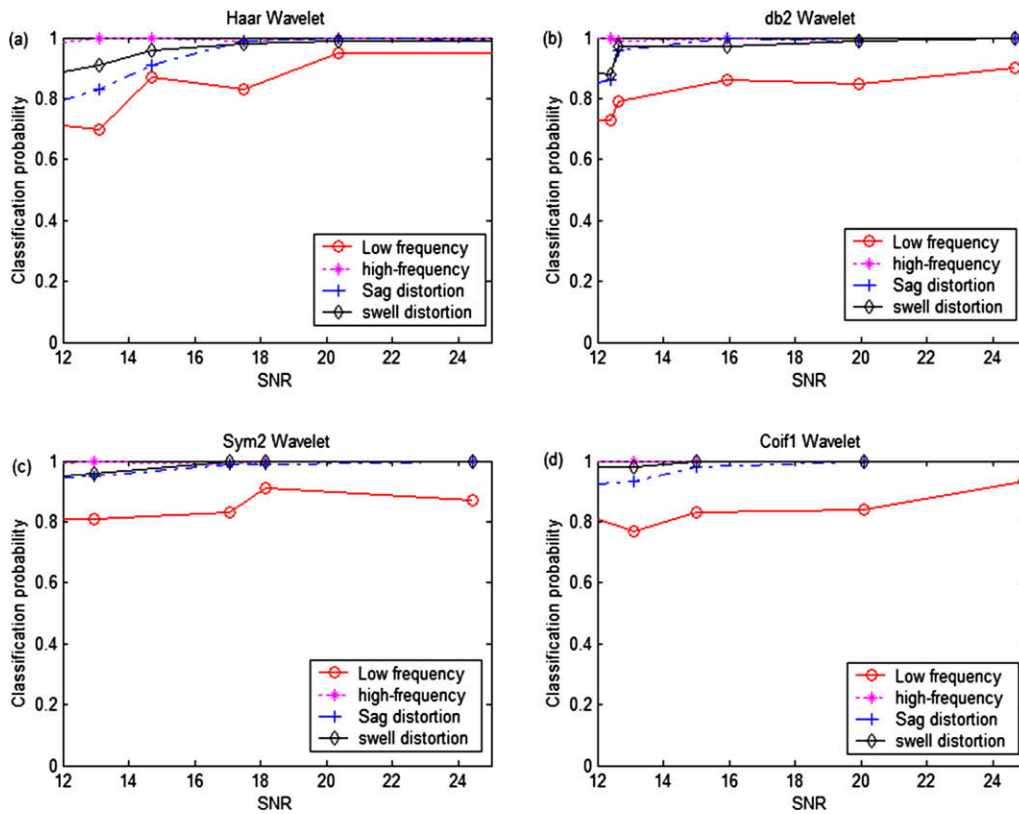 Haar Wavelet
(a)
1
0.8
0.6
0.4
0.2
0
Classification probability
Low frequency
high-frequency
Sag distortion
swell distortion
12 14 16 18 20 22 24
SNR
db2 Wavelet
(b)
1
0.8
0.6
0.4
0.2
0
Classification probability
Low frequency
high-frequency
Sag distortion
swell distortion
12 14 16 18 20 22 24
SNR
Sym2 Wavelet
(c)
1
0.8
0.6
0.4
0.2
0
Classification probability
Low frequency
high-frequency
Sag distortion
swell distortion
12 14 16 18 20 22 24
SNR
Coif1 Wavelet
(d)
1
0.8
0.6
0.4
0.2
0
Classification probability
Low frequency
high-frequency
Sag distortion
swell distortion
12 14 16 18 20 22 24
SNR